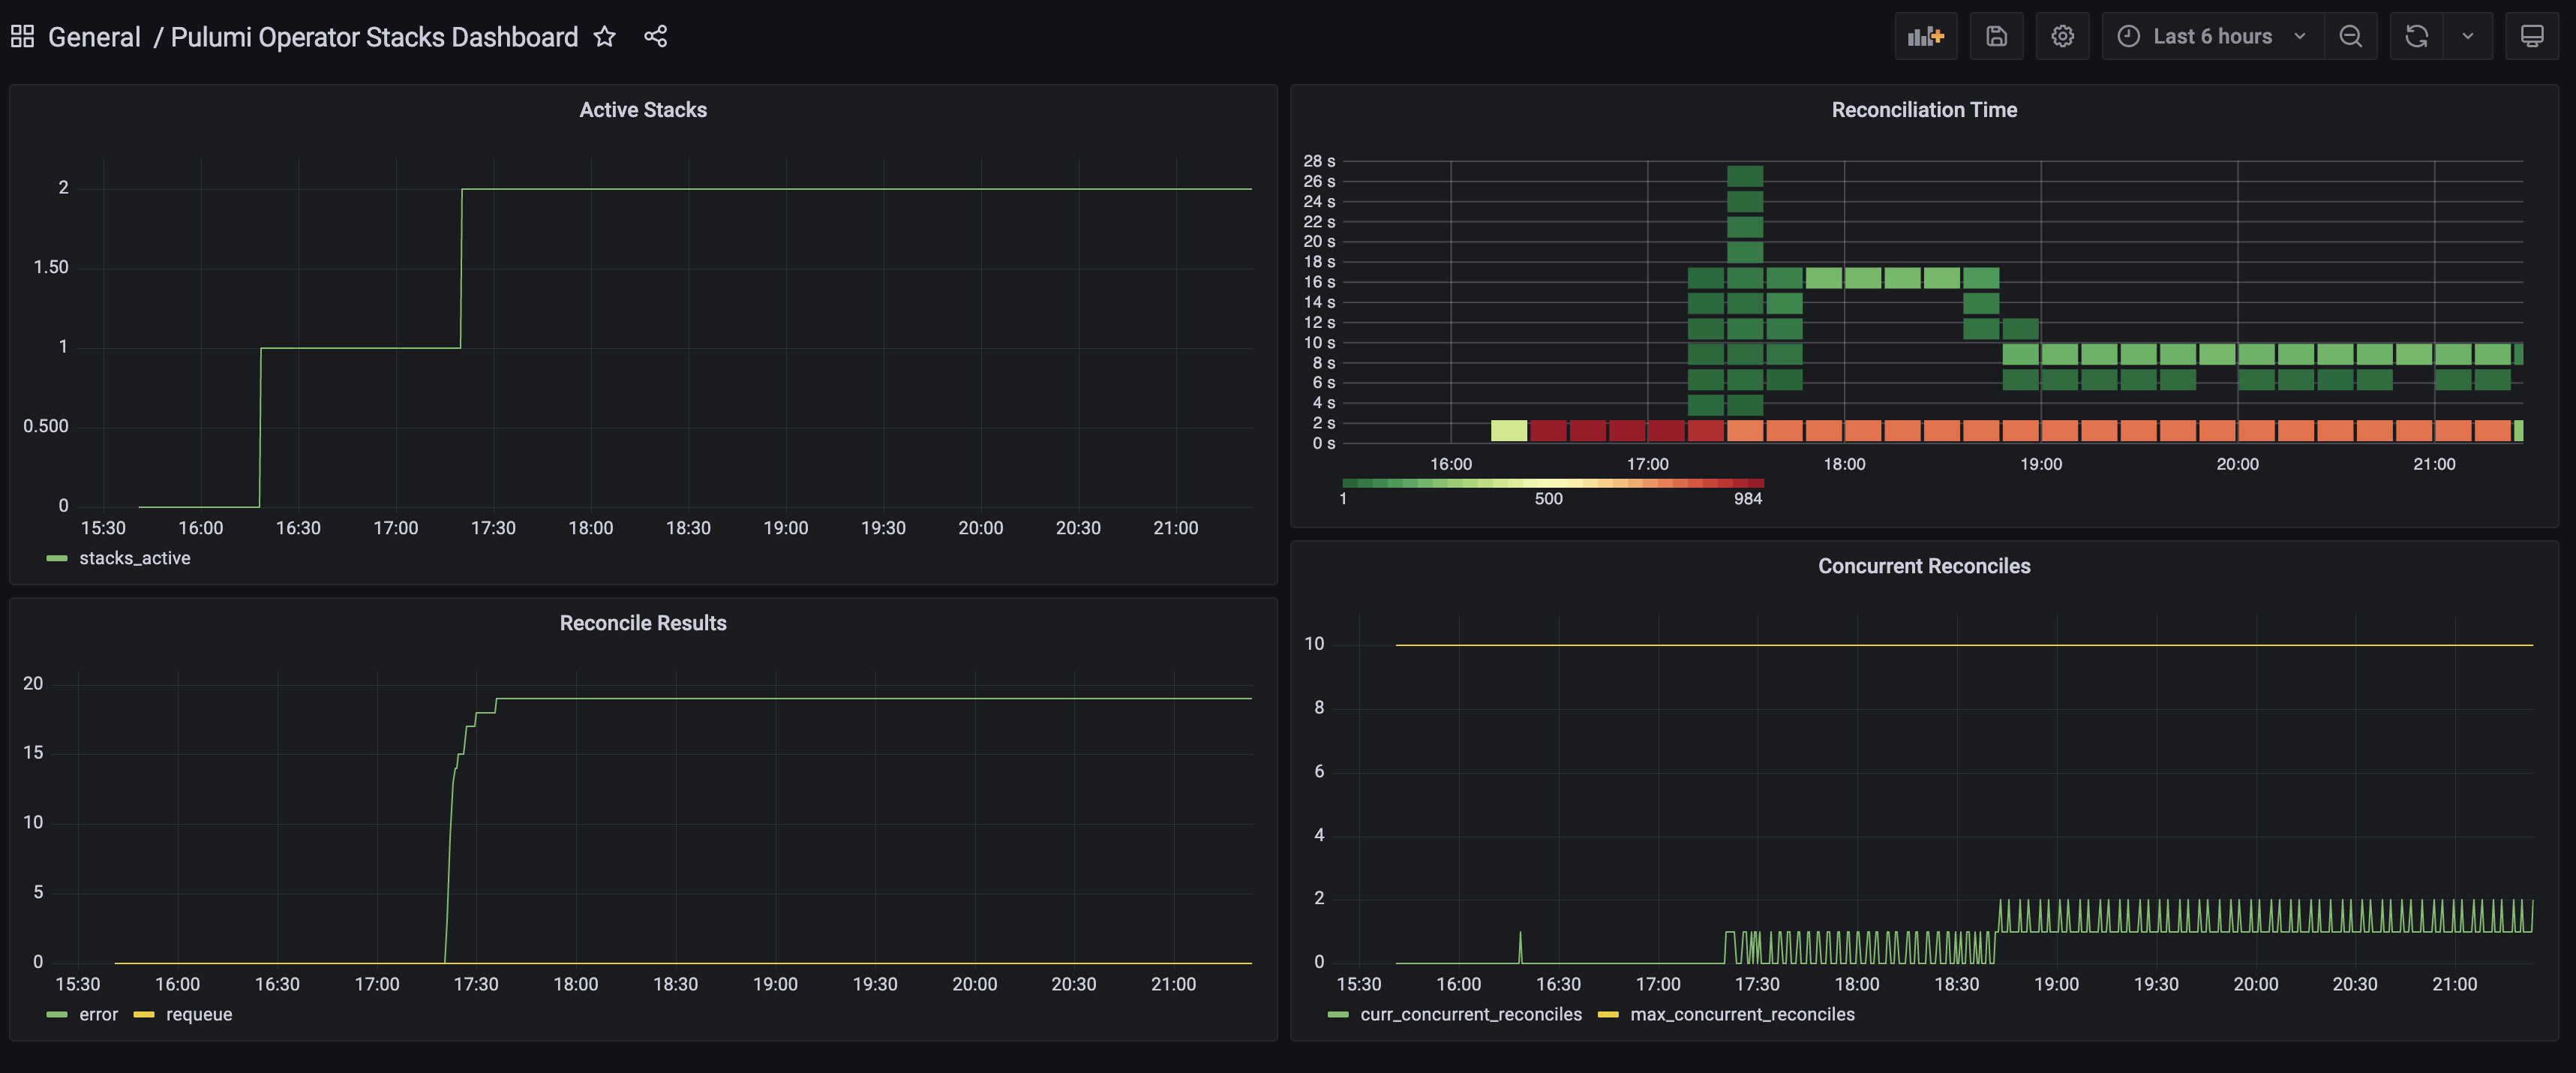 General / Pulumi Operator Stacks Dashboard
Last 6 hours
Active Stacks
2
1.50
1
0.500
0
15:30 16:00 16:30 17:00 17:30 18:00 18:30 19:00 19:30 20:00 20:30 21:00
stacks_active
Reconciliation Time
28 s
26 s
24 s
22 s
20 s
18 s
16 s
14 s
12 s
10 s
8 s
6 s
4 s
2 s
0 s
16:00 17:00 18:00 19:00 20:00 21:00
1 500 984
Reconcile Results
20
15
10
5
0
15:30 16:00 16:30 17:00 17:30 18:00 18:30 19:00 19:30 20:00 20:30 21:00
error requeue
Concurrent Reconciles
10
8
6
4
2
0
15:30 16:00 16:30 17:00 17:30 18:00 18:30 19:00 19:30 20:00 20:30 21:00
curr_concurrent_reconciles max_concurrent_reconciles